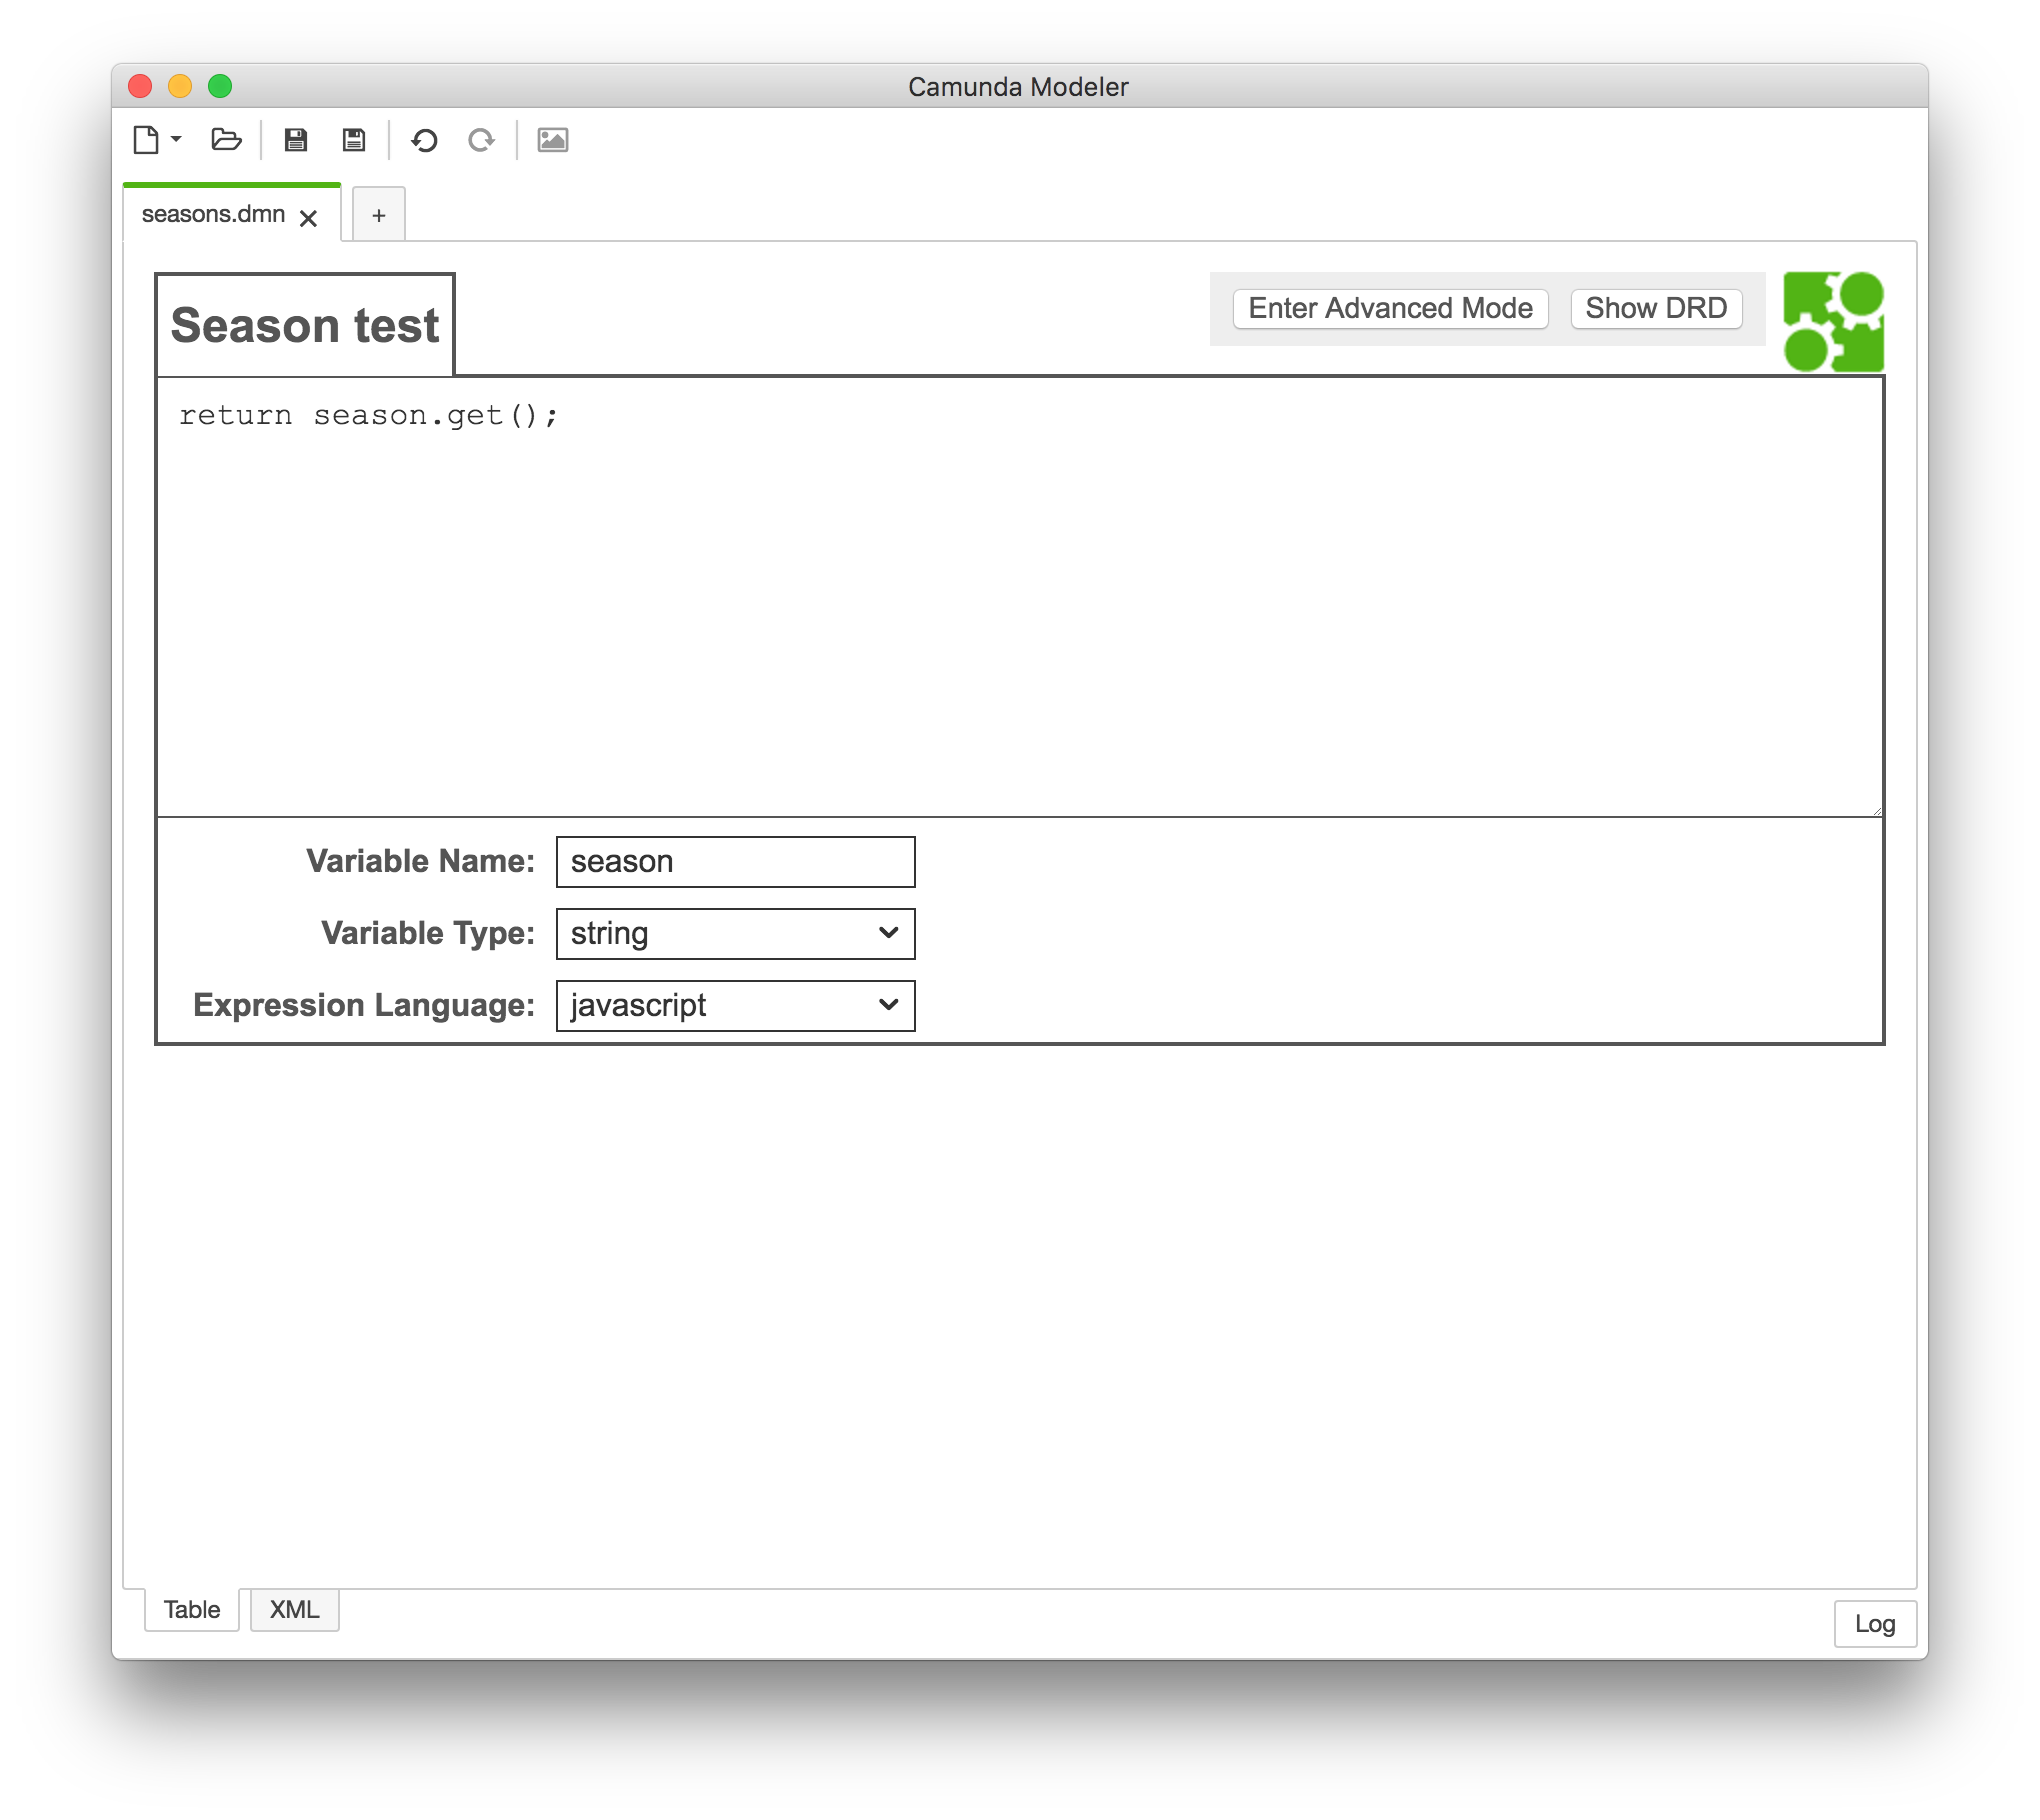 Camunda Modeler
seasons.dmn
+
Season test
Enter Advanced Mode
Show DRD
return season.get();
Variable Name: season
Variable Type: string
Expression Language: javascript
Table
XML
Log